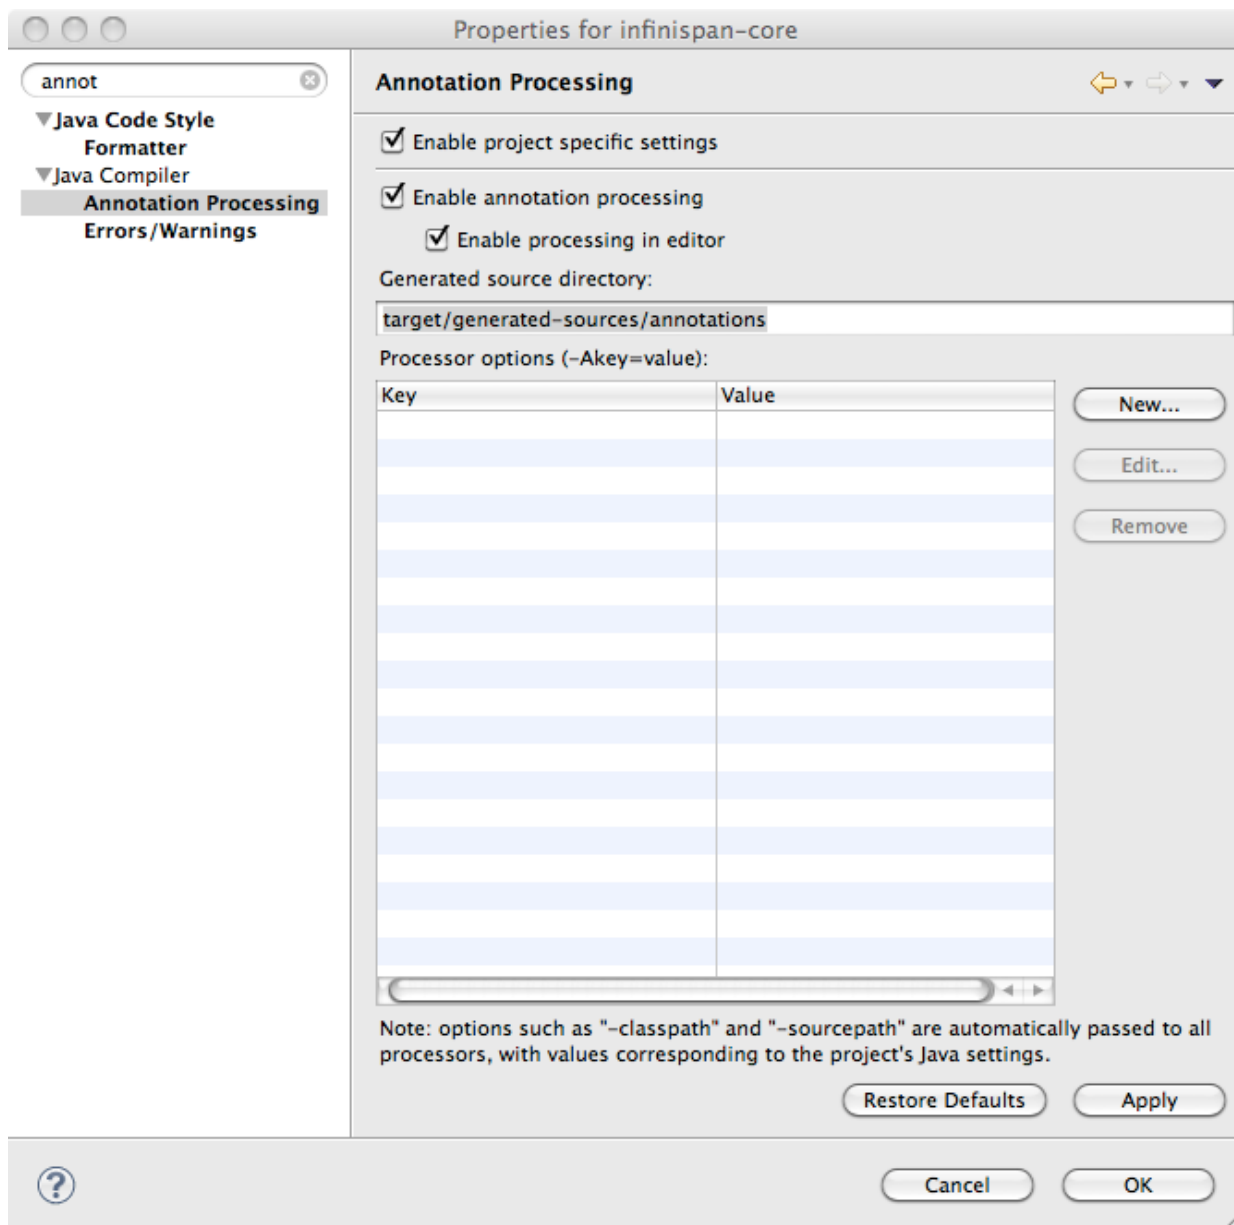 Properties for infinispan-core
annot
Java Code Style
Formatter
Java Compiler
Annotation Processing
Errors/Warnings
Annotation Processing
Enable project specific settings
Enable annotation processing
Enable processing in editor
Generated source directory:
target/generated-sources/annotations
Processor options (-Akey=value):
Key Value
New...
Edit...
Remove
Note: options such as "-classpath" and "-sourcepath" are automatically passed to all
processors, with values corresponding to the project's Java settings.
Restore Defaults Apply
? Cancel OK